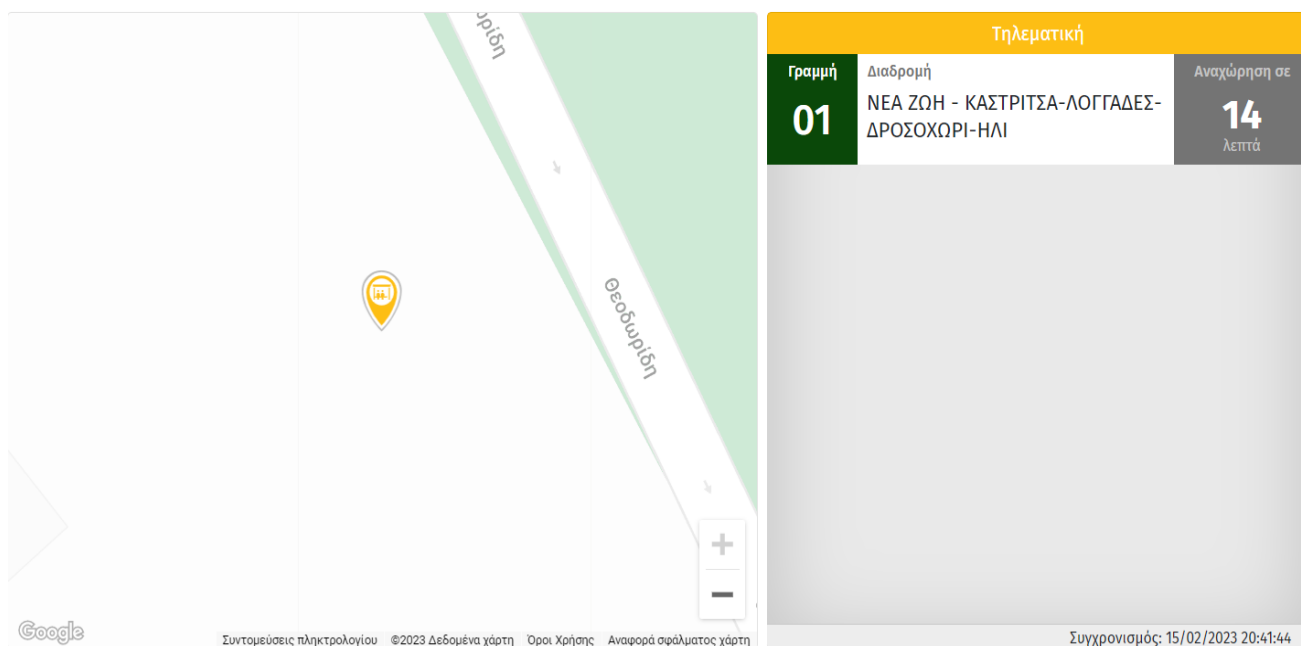 Θεοδωρίδη
Google
Συντομεύσεις πληκτρολογίου ©2023 Δεδομένα χάρτη Όροι Χρήσης Αναφορά σφάλματος χάρτη
Τηλεματική
Γραμμή
01
Διαδρομή
ΝΕΑ ΖΩΗ - ΚΑΣΤΡΙΤΣΑ-ΛΟΓΓΑΔΕΣ-
ΔΡΟΣΟΧΩΡΙ-ΗΛΙ
Αναχώρηση σε
14
λεπτά
Συγχρονισμός: 15/02/2023 20:41:44